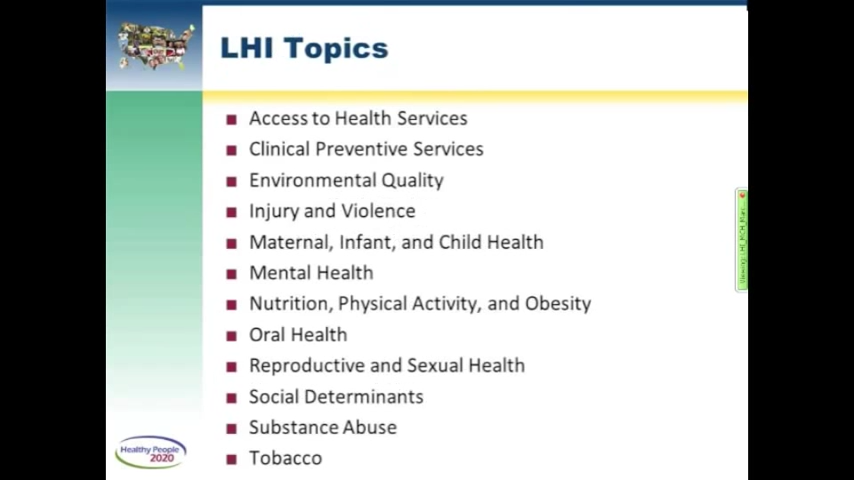 LHI Topics
Access to Health Services
Clinical Preventive Services
Environmental Quality
Injury and Violence
Maternal, Infant, and Child Health
Mental Health
Nutrition, Physical Activity, and Obesity
Oral Health
Reproductive and Sexual Health
Social Determinants
Substance Abuse
Tobacco
Healthy People
2020